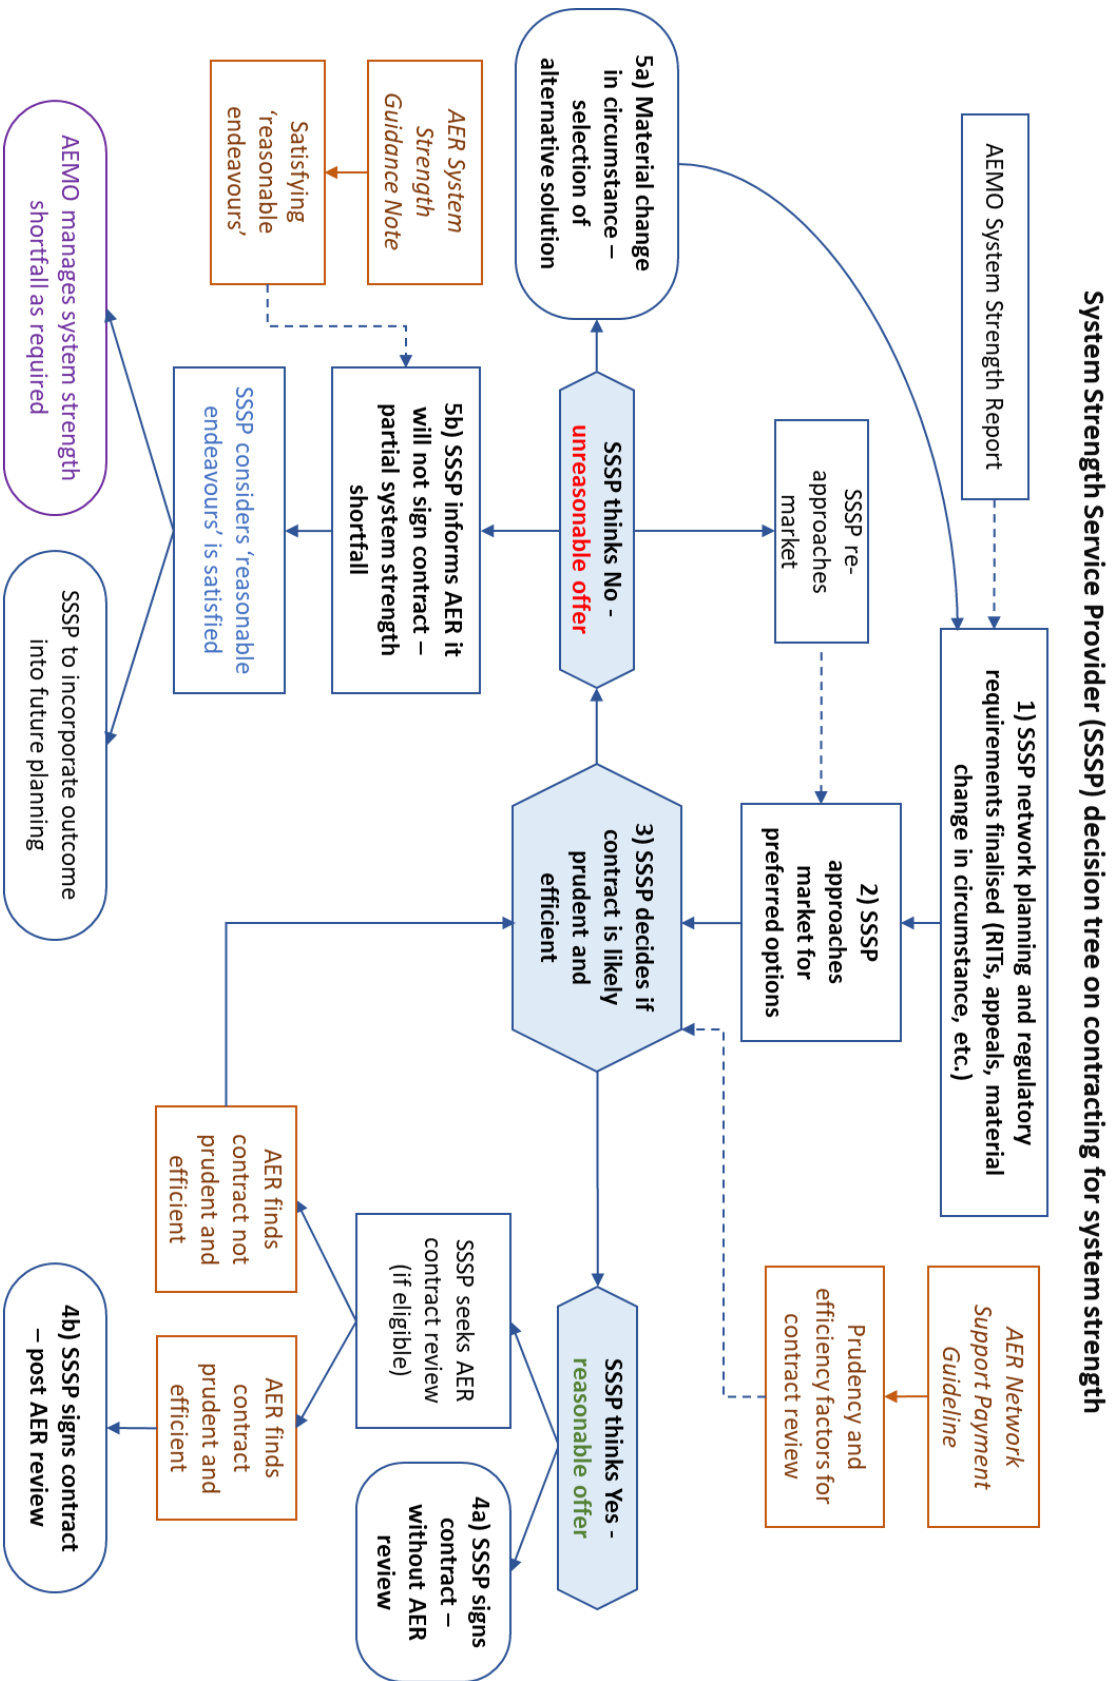 System Strength Service Provider (SSSP) decision tree on contracting for system strength
AEMO System Strength Report
1) SSSP network planning and regulatory
requirements finalised (RITs, appeals, material
change in circumstance, etc.)
AER Network
Support Payment
Guideline
SSSP re-
approaches
market
2) SSSP
approaches
market for
preferred options
Prudency and
efficiency factors for
contract review
5a) Material change
in circumstance –
selection of
alternative solution
SSSP thinks No -
unreasonable offer
3) SSSP decides if
contract is likely
prudent and
efficient
SSSP thinks Yes -
reasonable offer
AER System
Strength
Guidance Note
5b) SSSP informs AER it
will not sign contract –
partial system strength
shortfall
SSSP seeks AER
contract review
(if eligible)
4a) SSSP signs
contract –
without AER
review
Satisfying
‘reasonable
endeavours’
SSSP considers ‘reasonable
endeavours’ is satisfied
AER finds
contract not
prudent and
efficient
AER finds
contract
prudent and
efficient
AEMO manages system strength
shortfall as required
SSSP to incorporate outcome
into future planning
4b) SSSP signs contract
– post AER review